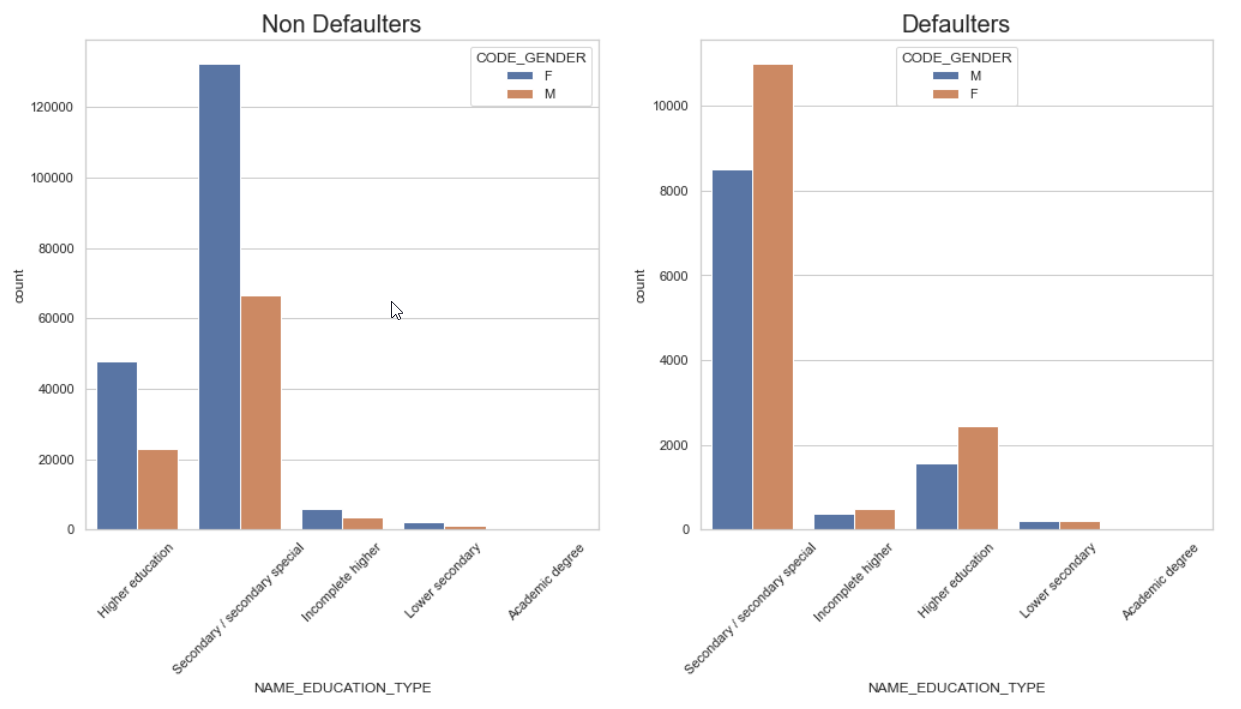 Non Defaulters
CODE_GENDER
F
M
120000
100000
80000
60000
40000
20000
0
count
Higher education
Secondary / secondary special
Incomplete higher
Lower secondary
Academic degree
NAME_EDUCATION_TYPE
Defaulters
CODE_GENDER
M
F
10000
8000
6000
4000
2000
0
count
Secondary / secondary special
Incomplete higher
Higher education
Lower secondary
Academic degree
NAME_EDUCATION_TYPE